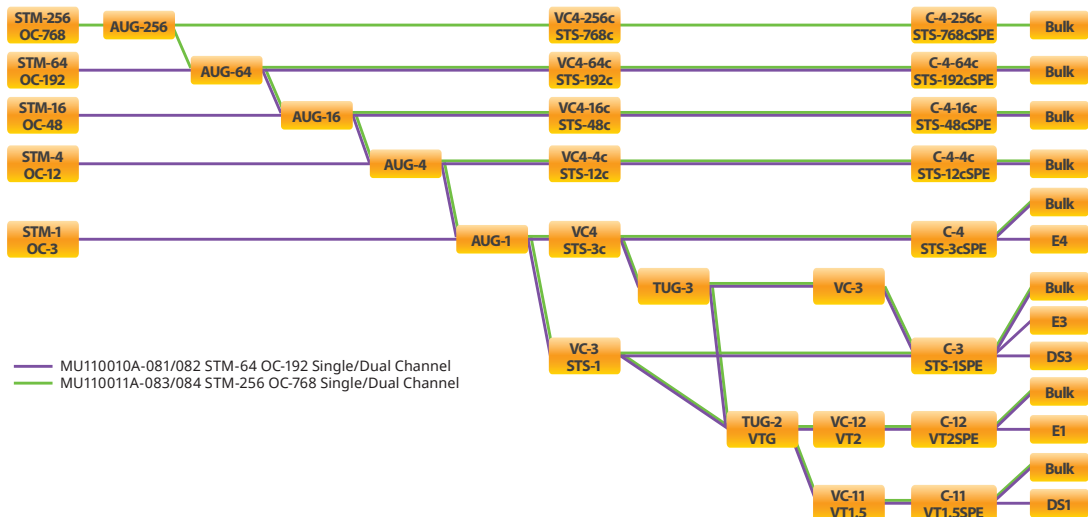 STM-256
OC-768
AUG-256
VC4-256c
STS-768c
C-4-256c
STS-768cSPE
Bulk
STM-64
OC-192
AUG-64
VC4-64c
STS-192c
C-4-64c
STS-192cSPE
Bulk
STM-16
OC-48
AUG-16
VC4-16c
STS-48c
C-4-16c
STS-48cSPE
Bulk
STM-4
OC-12
AUG-4
VC4-4c
STS-12c
C-4-4c
STS-12cSPE
Bulk
Bulk
STM-1
OC-3
AUG-1
VC4
STS-3c
C-4
STS-3cSPE
E4
TUG-3
VC-3
Bulk
E3
VC-3
STS-1
C-3
STS-1SPE
DS3
MU110010A-081/082 STM-64 OC-192 Single/Dual Channel
MU110011A-083/084 STM-256 OC-768 Single/Dual Channel
Bulk
TUG-2
VTG
VC-12
VT2
C-12
VT2SPE
E1
Bulk
VC-11
VT1.5
C-11
VT1.5SPE
DS1